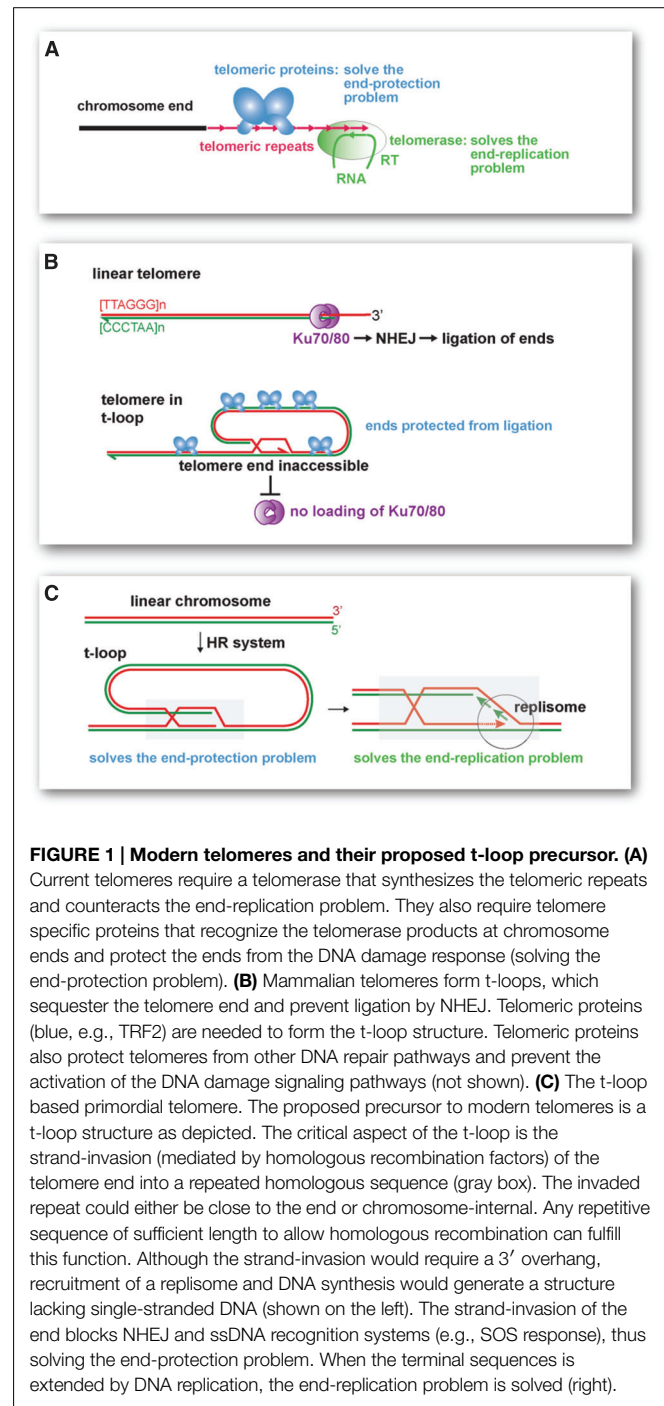 A
telomeric proteins: solve the
end-protection
problem
chromosome end
telomeric repeats
telomerase: solves the
end-replication
problem
RT
RNA
B
linear telomere
[TTAGGG]n
[CCCTAA]n
3'
Ku70/80 → NHEJ → ligation of ends
telomere in
t-loop
ends protected from ligation
telomere end inaccessible
no loading of Ku70/80
C
linear chromosome
3'
5'
HR system
t-loop
replisome
solves the end-protection problem
solves the end-replication problem
FIGURE 1 | Modern telomeres and their proposed t-loop precursor. (A)
Current telomeres require a telomerase that synthesizes the telomeric repeats
and counteracts the end-replication problem. They also require telomere
specific proteins that recognize the telomerase products at chromosome
ends and protect the ends from the DNA damage response (solving the
end-protection problem). (B) Mammalian telomeres form t-loops, which
sequester the telomere end and prevent ligation by NHEJ. Telomeric proteins
(blue, e.g., TRF2) are needed to form the t-loop structure. Telomeric proteins
also protect telomeres from other DNA repair pathways and prevent the
activation of the DNA damage signaling pathways (not shown). (C) The t-loop
based primordial telomere. The proposed precursor to modern telomeres is a
t-loop structure as depicted. The critical aspect of the t-loop is the
strand-invasion (mediated by homologous recombination factors) of the
telomere end into a repeated homologous sequence (gray box). The invaded
repeat could either be close to the end or chromosome-internal. Any repetitive
sequence of sufficient length to allow homologous recombination can fulfill
this function. Although the strand-invasion would require a 3′ overhang,
recruitment of a replisome and DNA synthesis would generate a structure
lacking single-stranded DNA (shown on the left). The strand-invasion of the
end blocks NHEJ and ssDNA recognition systems (e.g., SOS response), thus
solving the end-protection problem. When the terminal sequences is
extended by DNA replication, the end-replication problem is solved (right).